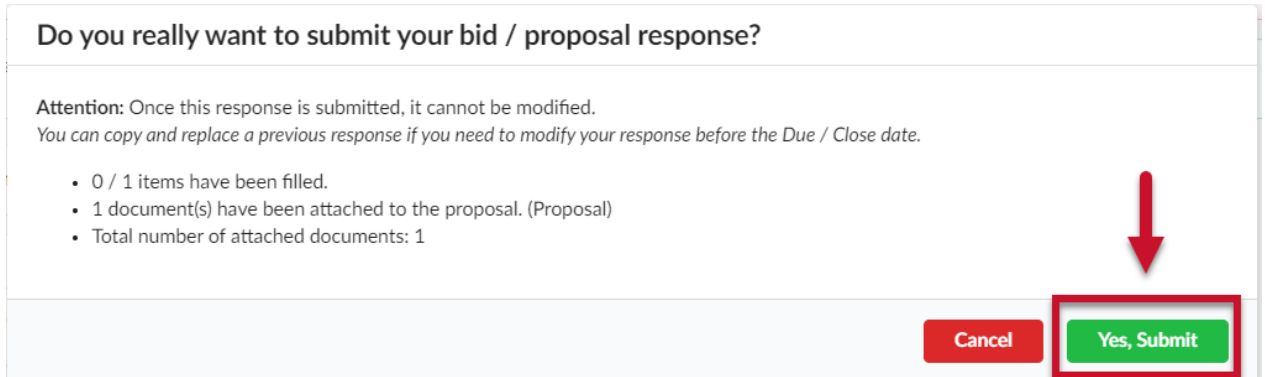 Do you really want to submit your bid / proposal response?
Attention: Once this response is submitted, it cannot be modified.
You can copy and replace a previous response if you need to modify your response before the Due / Close date.
• 0 / 1 items have been filled.
• 1 document(s) have been attached to the proposal. (Proposal)
• Total number of attached documents: 1
Cancel
Yes, Submit